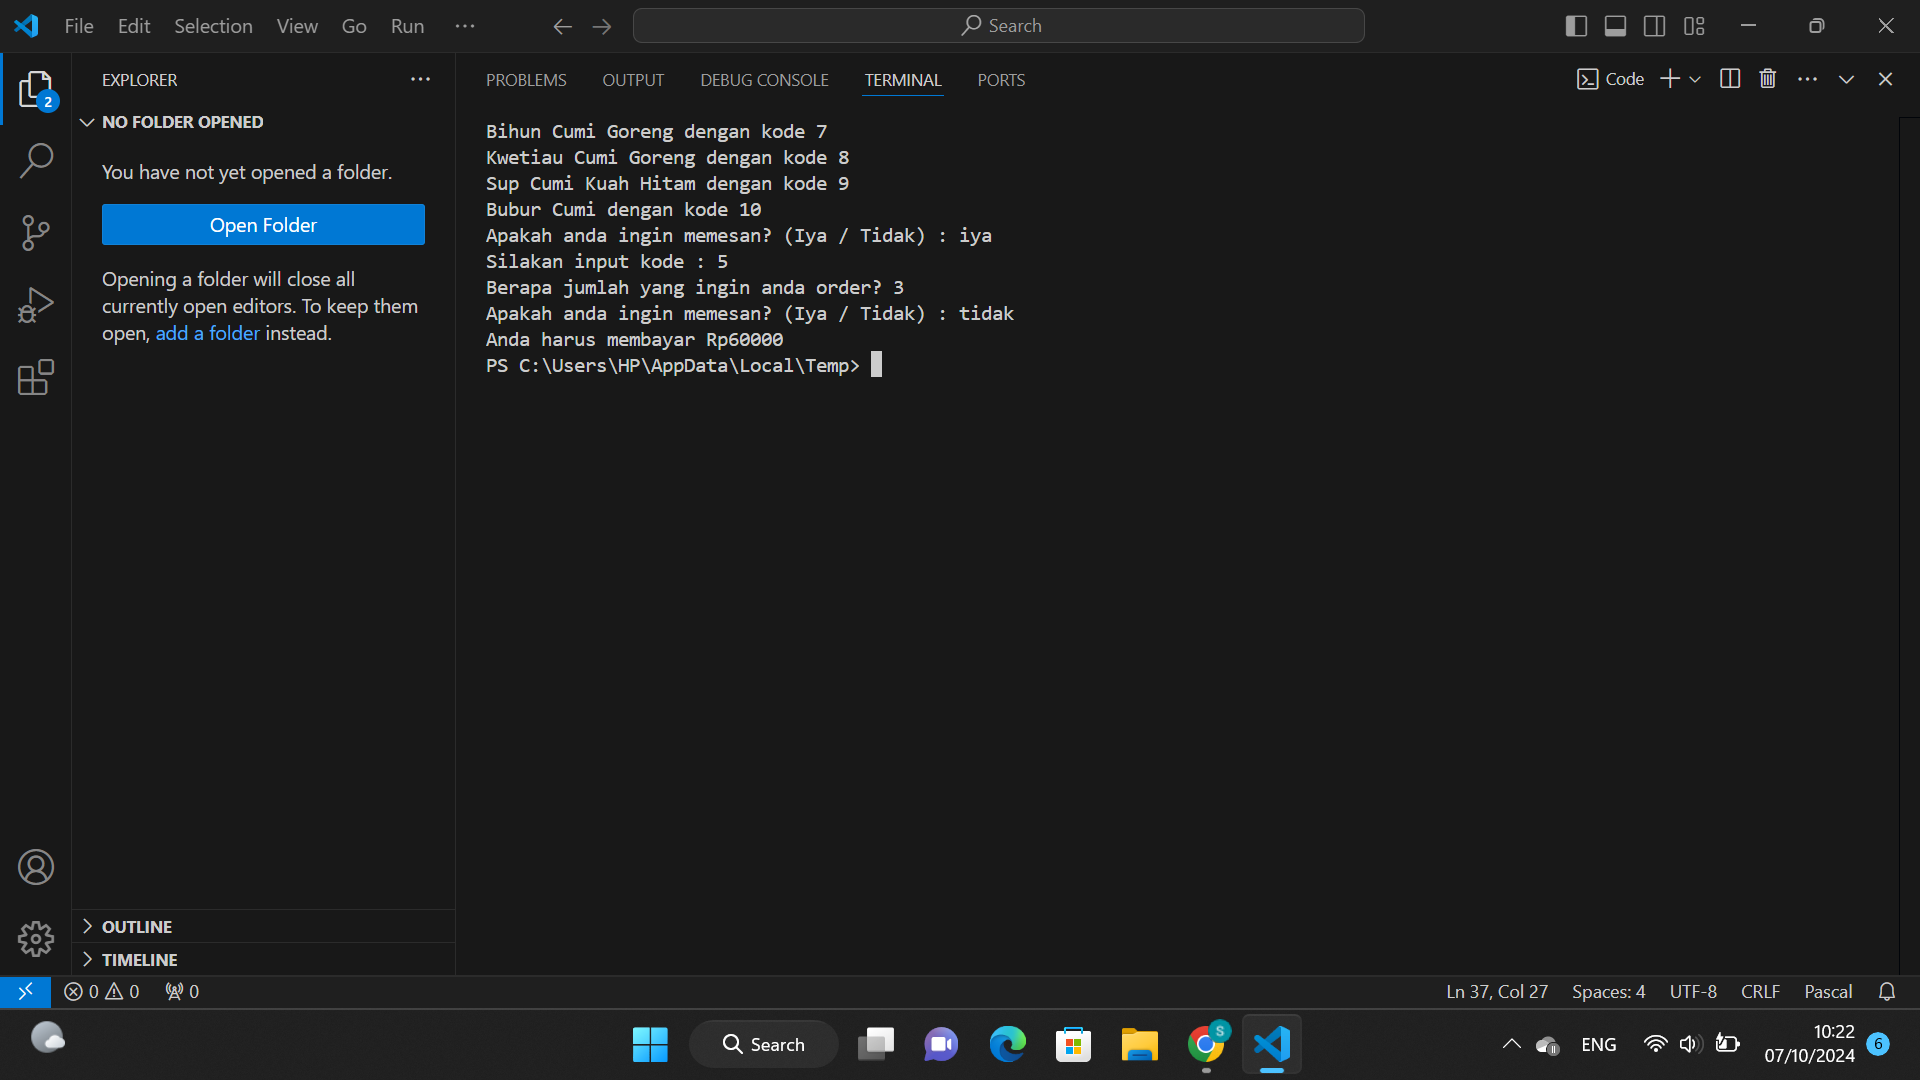 File Edit Selection View Go Run ···
Search
EXPLORER ···
2
NO FOLDER OPENED
You have not yet opened a folder.
Open Folder
Opening a folder will close all
currently open editors. To keep them
open, add a folder instead.
OUTLINE
TIMELINE
PROBLEMS OUTPUT DEBUG CONSOLE TERMINAL PORTS
Code
Bihun Cumi Goreng dengan kode 7
Kwetiau Cumi Goreng dengan kode 8
Sup Cumi Kuah Hitam dengan kode 9
Bubur Cumi dengan kode 10
Apakah anda ingin memesan? (Iya / Tidak) : iya
Silakan input kode : 5
Berapa jumlah yang ingin anda order? 3
Apakah anda ingin memesan? (Iya / Tidak) : tidak
Anda harus membayar Rp60000
PS C:\Users\HP\AppData\Local\Temp>
0 0 0
Ln 37, Col 27 Spaces: 4 UTF-8 CRLF Pascal
Search
S
ENG
10:22
07/10/2024
6